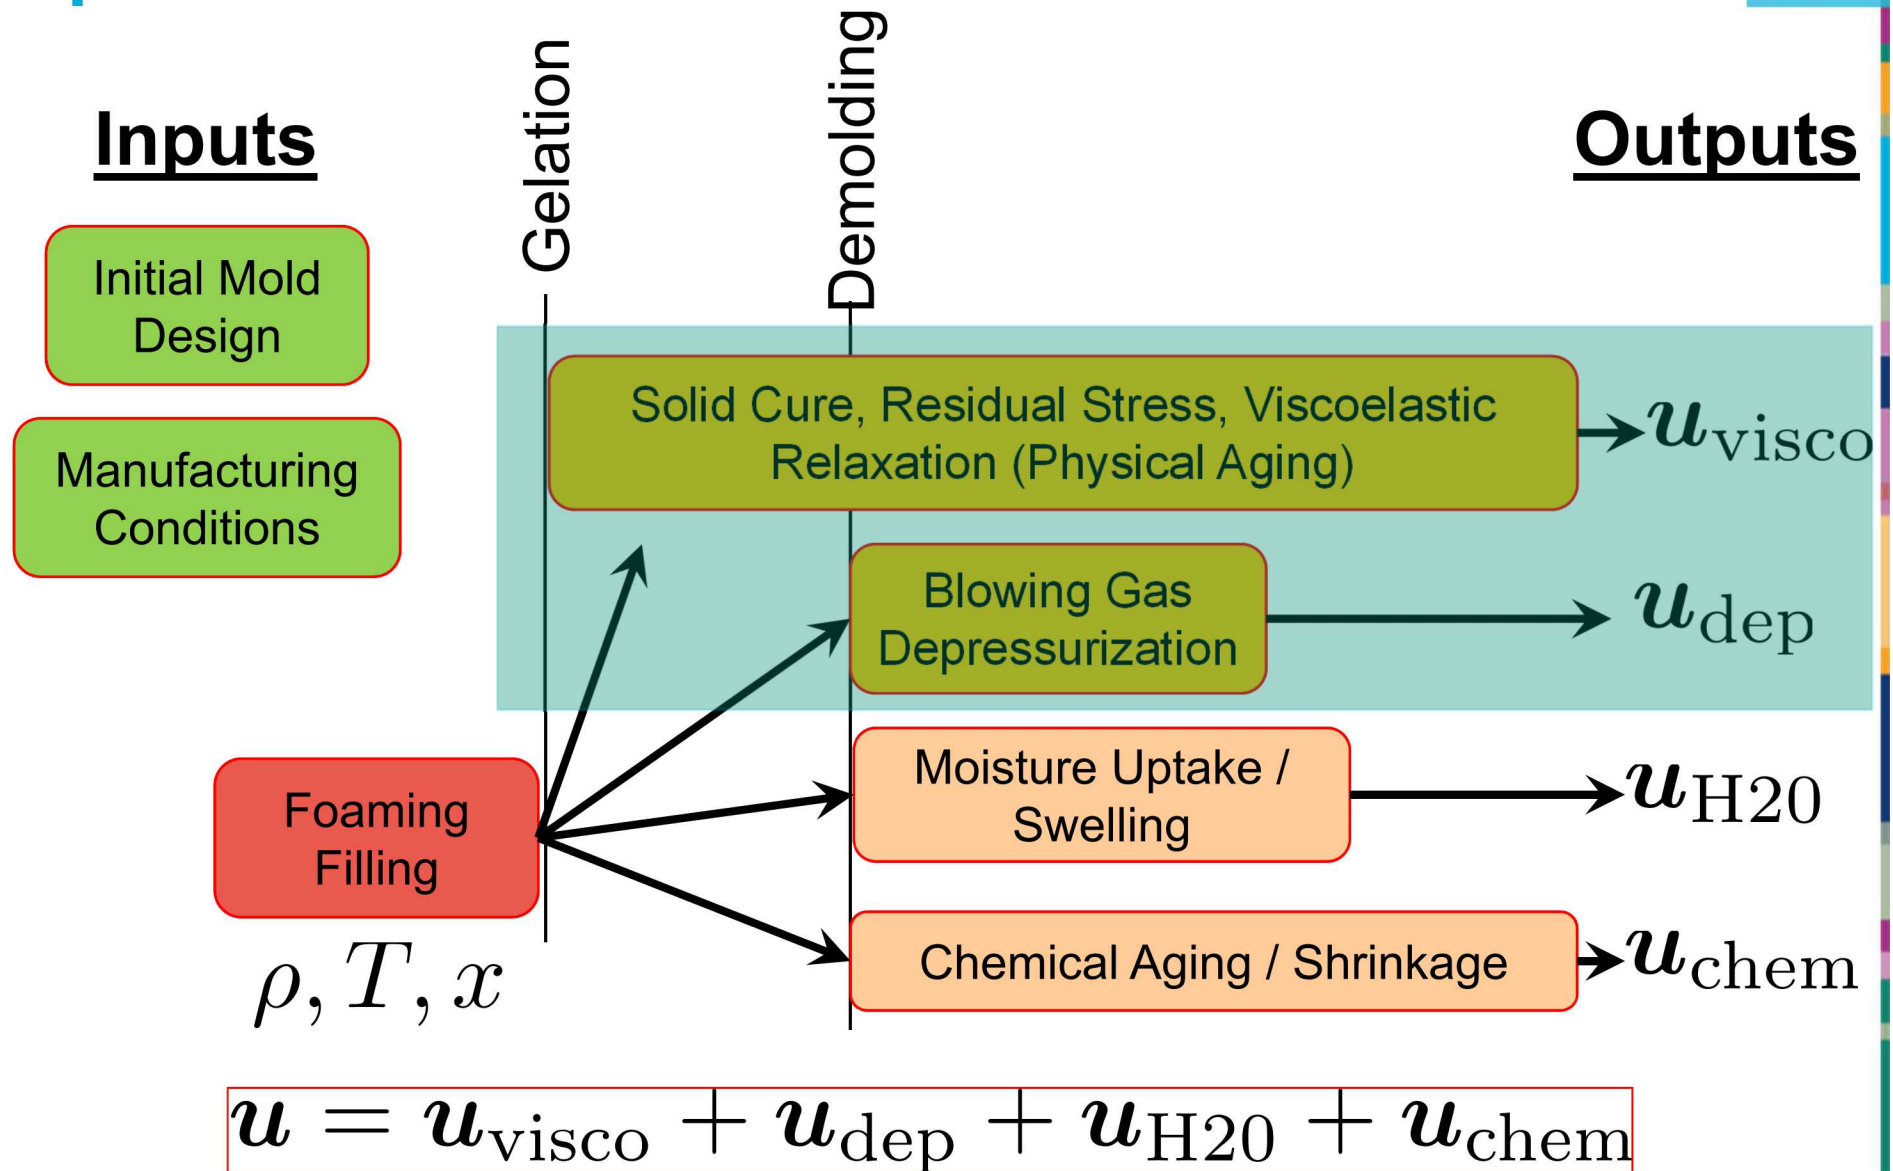 Gelation
Demolding
Inputs
Outputs
Initial Mold
Design
Manufacturing
Conditions
Solid Cure, Residual Stress, Viscoelastic
Relaxation (Physical Aging)
u_visco
Blowing Gas
Depressurization
u_dep
Foaming
Filling
ρ, T, x
Moisture Uptake /
Swelling
u_H20
Chemical Aging / Shrinkage
u_chem
u = u_visco + u_dep + u_H20 + u_chem